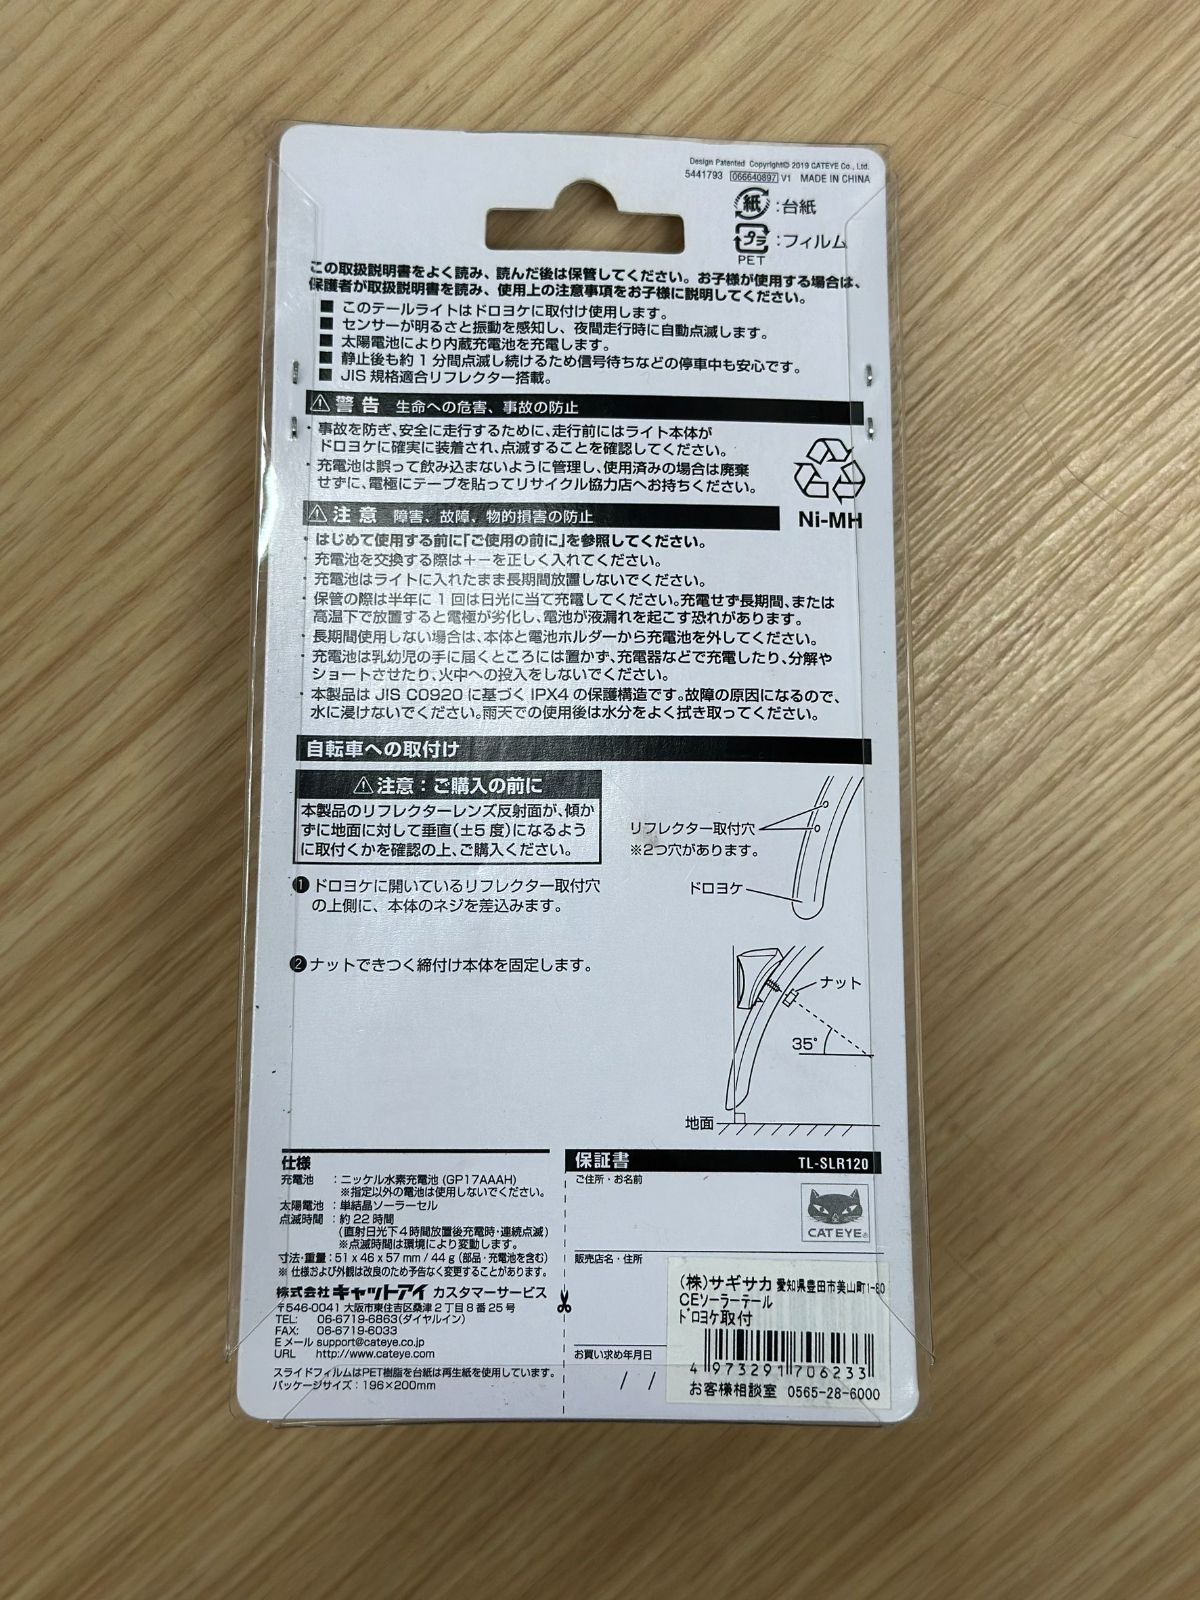 Design Patented Copyright© 2019 CATEYE Co., Ltd.
5441793 066640897 V1 MADE IN CHINA
紙:台紙
プラ:フィルム
PET
この取扱説明書をよく読み、読んだ後は保管してください。お子様が使用する場合は、
保護者が取扱説明書を読み、使用上の注意事項をお子様に説明してください。
■ このテールライトはドロヨケに取付け使用します。
■ センサーが明るさと振動を感知し、夜間走行時に自動点滅します。
■ 太陽電池により内蔵充電池を充電します。
■ 静止後も約1分間点滅し続けるため信号待ちなどの停車中も安心です。
■ JIS規格適合リフレクター搭載。
⚠警告 生命への危害、事故の防止
・事故を防ぎ、安全に走行するために、走行前にはライト本体が
ドロヨケに確実に装着され、点滅することを確認してください。
・充電池は誤って飲み込まないように管理し、使用済みの場合は廃棄
せずに、電極にテープを貼ってリサイクル協力店へお持ちください。
Ni-MH
⚠注意 障害、故障、物的損害の防止
・はじめて使用する前に「ご使用の前に」を参照してください。
・充電池を交換する際は+−を正しく入れてください。
・充電池はライトに入れたまま長期間放置しないでください。
・保管の際は半年に1回は日光に当て充電してください。充電せず長期間、または
高温下で放置すると電極が劣化し、電池が液漏れを起こす恐れがあります。
・長期間使用しない場合は、本体と電池ホルダーから充電池を外してください。
・充電池は乳幼児の手に届くところには置かず、充電器などで充電したり、分解や
ショートさせたり、火中への投入をしないでください。
・本製品は JIS C0920 に基づく IPX4 の保護構造です。故障の原因になるので、
水に浸けないでください。雨天での使用後は水分をよく拭き取ってください。
自転車への取付け
⚠注意:ご購入の前に
本製品のリフレクターレンズ反射面が、傾か
ずに地面に対して垂直(±5度)になるよう
に取付くかを確認の上、ご購入ください。
リフレクター取付穴
※2つ穴があります。
ドロヨケ
❶ドロヨケに開いているリフレクター取付穴
の上側に、本体のネジを差込みます。
❷ナットできつく締付け本体を固定します。
ナット
35°
地面
仕様
充電池 :ニッケル水素充電池 (GP17AAAH)
※指定以外の電池は使用しないでください。
太陽電池 :単結晶ソーラーセル
点滅時間 :約22時間
(直射日光下4時間放置後充電時・連続点滅)
※点滅時間は環境により変動します。
寸法・重量:51 x 46 x 57 mm / 44 g (部品・充電池を含む)
※ 仕様および外観は改良のため予告なく変更することがあります。
株式会社キャットアイ カスタマーサービス
〒546-0041 大阪市東住吉区桑津2丁目8番25号
TEL: 06-6719-6863(ダイヤルイン)
FAX: 06-6719-6033
Eメール support@cateye.co.jp
URL http://www.cateye.com
スライドフィルムはPET樹脂を台紙は再生紙を使用しています。
パッケージサイズ:196×200mm
保証書 TL-SLR120
ご住所・お名前
CATEYE®
販売店名・住所
お買い求め年月日
/ /
(株)サギサカ 愛知県豊田市美山町1-80
CEソーラーテール
ドロヨケ取付
4 973291 706233
お客様相談室 0565-28-6000